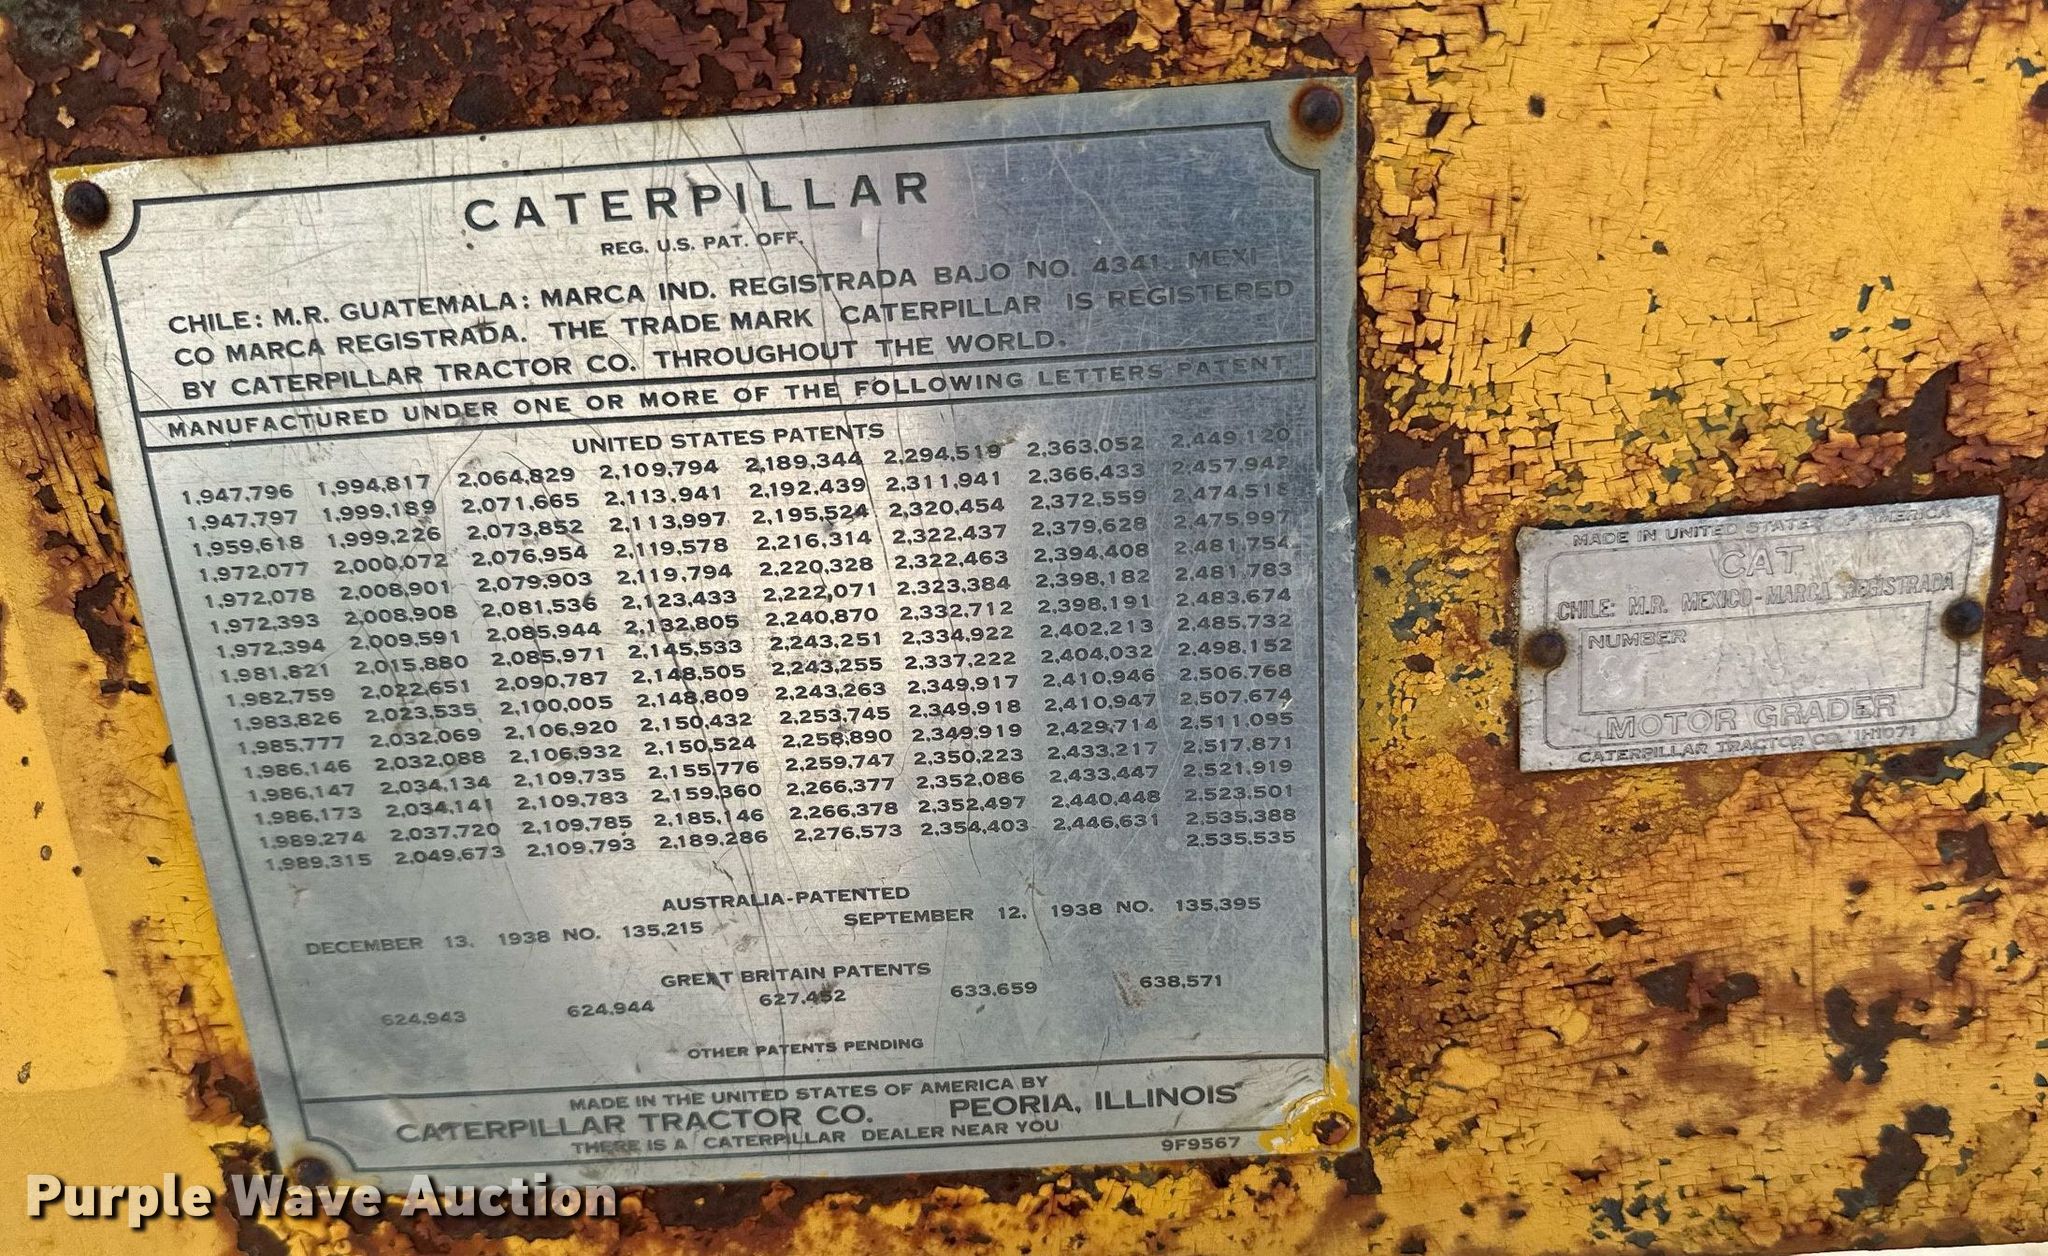 CATERPILLAR
REG. U.S. PAT. OFF.
CHILE: M.R. GUATEMALA: MARCA IND. REGISTRADA BAJO NO. 4341. MEXI-
CO MARCA REGISTRADA. THE TRADE MARK CATERPILLAR IS REGISTERED
BY CATERPILLAR TRACTOR CO. THROUGHOUT THE WORLD.
MANUFACTURED UNDER ONE OR MORE OF THE FOLLOWING LETTERS PATENT
UNITED STATES PATENTS
1,947,796 1,994,817 2,064,829 2,109,794 2,189,344 2,294,519 2,363,052 2,449,120
1,947,797 1,999,189 2,071,665 2,113,941 2,192,439 2,311,941 2,366,433 2,457,942
1,959,618 1,999,226 2,073,852 2,113,997 2,195,524 2,320,454 2,372,559 2,474,518
1,972,077 2,000,072 2,076,954 2,119,578 2,216,314 2,322,437 2,379,628 2,475,997
1,972,078 2,008,901 2,079,903 2,119,794 2,220,328 2,322,463 2,394,408 2,481,754
1,972,393 2,008,908 2,081,536 2,123,433 2,222,071 2,323,384 2,398,182 2,481,783
1,972,394 2,009,591 2,085,944 2,132,805 2,240,870 2,332,712 2,398,191 2,483,674
1,981,821 2,015,880 2,085,971 2,145,533 2,243,251 2,334,922 2,402,213 2,485,732
1,982,759 2,022,651 2,090,787 2,148,505 2,243,255 2,337,222 2,404,032 2,498,152
1,983,826 2,023,535 2,100,005 2,148,809 2,243,263 2,349,917 2,410,946 2,506,768
1,985,777 2,032,069 2,106,920 2,150,432 2,253,745 2,349,918 2,410,947 2,507,674
1,986,146 2,032,088 2,106,932 2,150,524 2,258,890 2,349,919 2,429,714 2,511,095
1,986,147 2,034,134 2,109,735 2,155,776 2,259,747 2,350,223 2,433,217 2,517,871
1,986,173 2,034,141 2,109,783 2,159,360 2,266,377 2,352,086 2,433,447 2,521,919
1,989,274 2,037,720 2,109,785 2,185,146 2,266,378 2,352,497 2,440,448 2,523,501
1,989,315 2,049,673 2,109,793 2,189,286 2,276,573 2,354,403 2,446,631 2,535,388
2,535,535
AUSTRALIA-PATENTED
DECEMBER 13, 1938 NO. 135,215 SEPTEMBER 12, 1938 NO. 135,395
GREAT BRITAIN PATENTS
624,943 624,944 627,452 633,659 638,571
OTHER PATENTS PENDING
MADE IN THE UNITED STATES OF AMERICA BY
CATERPILLAR TRACTOR CO. PEORIA, ILLINOIS
THERE IS A CATERPILLAR DEALER NEAR YOU
9F9567
MADE IN UNITED STATES OF AMERICA
CAT
CHILE: M.R. MEXICO-MARCA REGISTRADA
NUMBER
MOTOR GRADER
CATERPILLAR TRACTOR CO. 1H1071
Purple Wave Auction